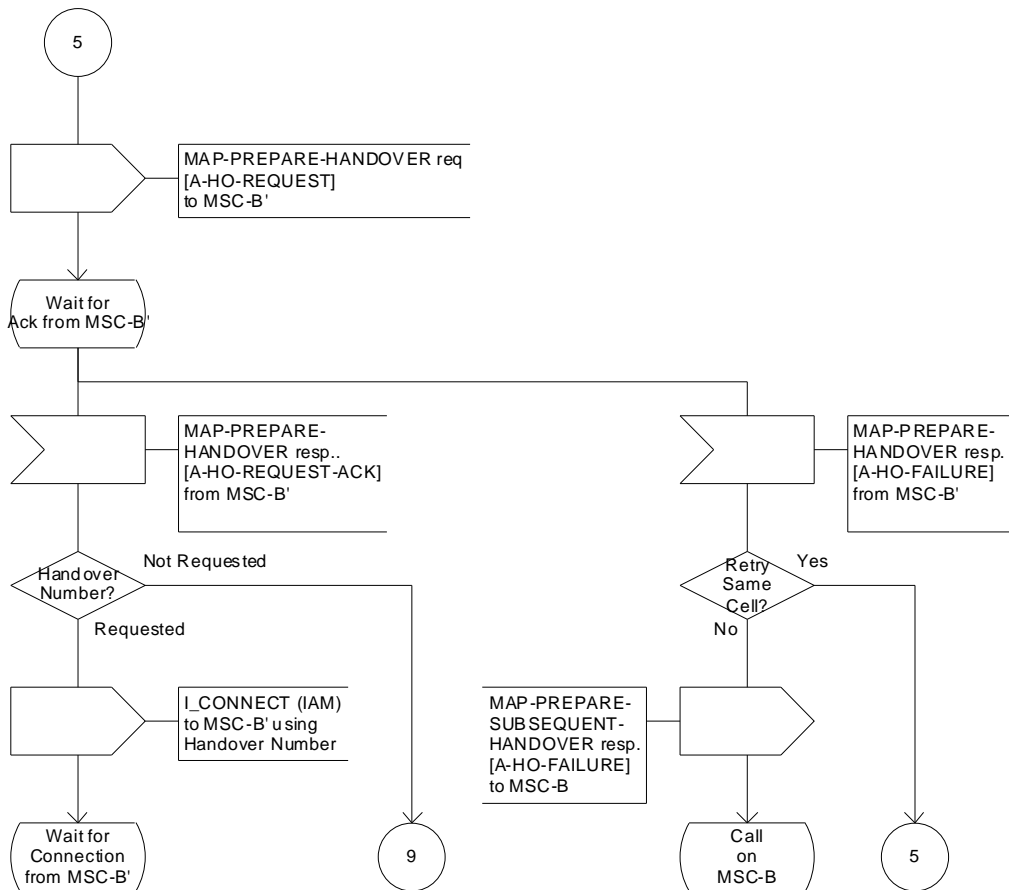 5
MAP-PREPARE-HANDOVER req
[A-HO-REQUEST]
to MSC-B'
Wait for
Ack from MSC-B'
MAP-PREPARE-
HANDOVER resp..
[A-HO-REQUEST-ACK]
from MSC-B'
MAP-PREPARE-
HANDOVER resp.
[A-HO-FAILURE]
from MSC-B'
Handover
Number?
Not Requested
Requested
Retry
Same
Cell?
Yes
No
I_CONNECT (IAM)
to MSC-B' using
Handover Number
MAP-PREPARE-
SUBSEQUENT-
HANDOVER resp.
[A-HO-FAILURE]
to MSC-B
Wait for
Connection
from MSC-B'
9
Call
on
MSC-B
5